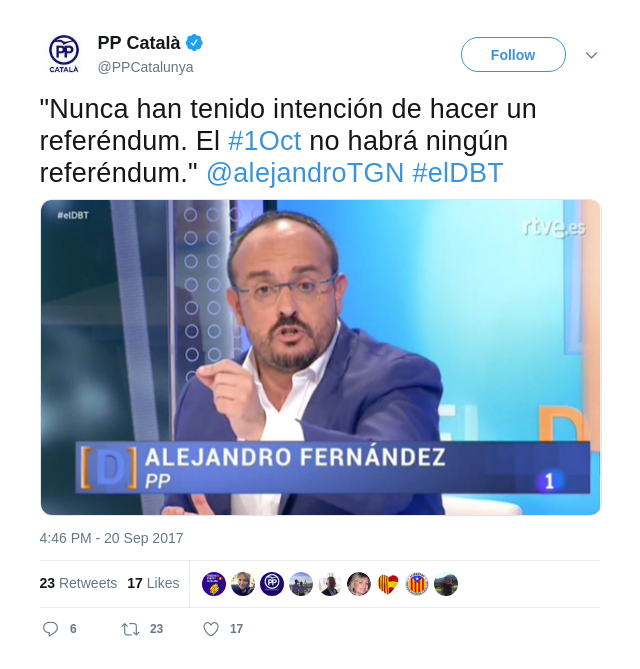 PP Català
@PPCatalunya
Follow
CATALÀ
"Nunca han tenido intención de hacer un
referéndum. El #1Oct no habrá ningún
referéndum." @alejandroTGN #elDBT
#elDBT
rtve.es
EL D
[D] ALEJANDRO FERNÁNDEZ
PP
1
4:46 PM - 20 Sep 2017
23 Retweets 17 Likes
6 23 17